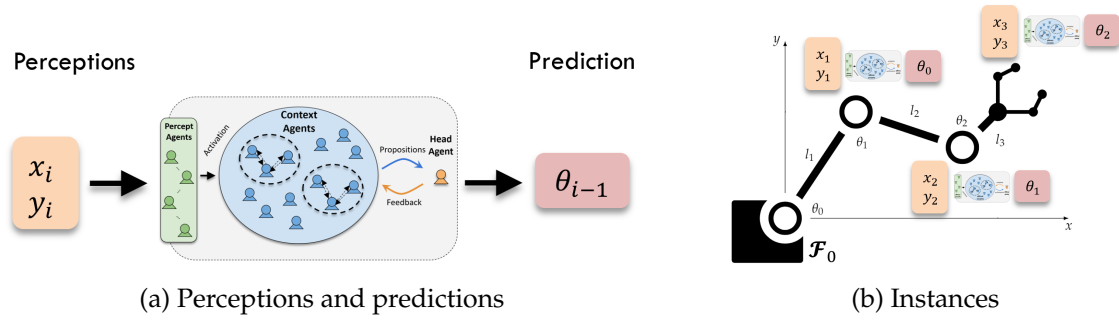 Perceptions
Prediction
x_i
y_i
Percept
Agents
Activation
Context
Agents
Propositions
Feedback
Head
Agent
θ_{i−1}
(a) Perceptions and predictions
y
x_1
y_1
θ_0
x_3
y_3
θ_2
l_1
θ_1
l_2
θ_2
l_3
x_2
y_2
θ_1
θ_0
x
𝓕_0
(b) Instances